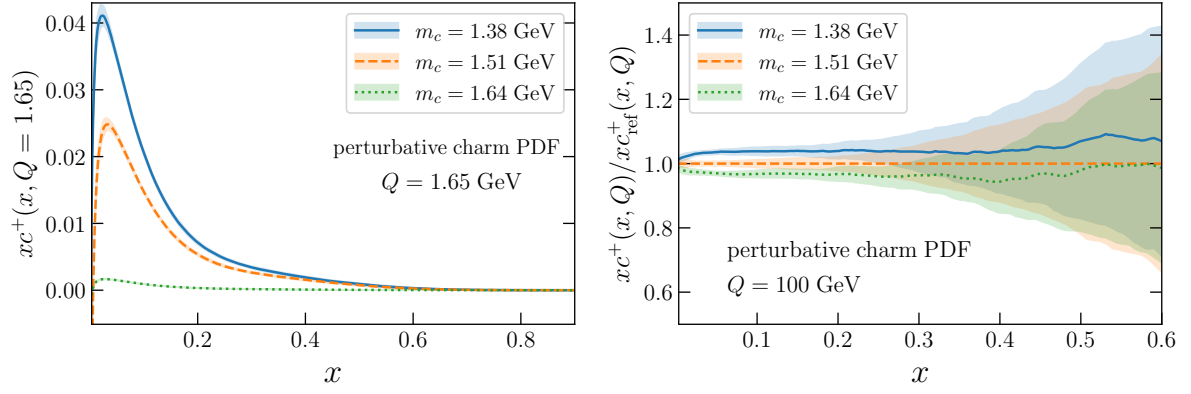 0.04
0.03
0.02
0.01
0.00
xc⁺(x, Q = 1.65)
m_c = 1.38 GeV
m_c = 1.51 GeV
m_c = 1.64 GeV
perturbative charm PDF
Q = 1.65 GeV
0.2 0.4 0.6 0.8
x
1.4
1.2
1.0
0.8
0.6
xc⁺(x, Q)/xc⁺_ref(x, Q)
m_c = 1.38 GeV
m_c = 1.51 GeV
m_c = 1.64 GeV
perturbative charm PDF
Q = 100 GeV
0.1 0.2 0.3 0.4 0.5 0.6
x